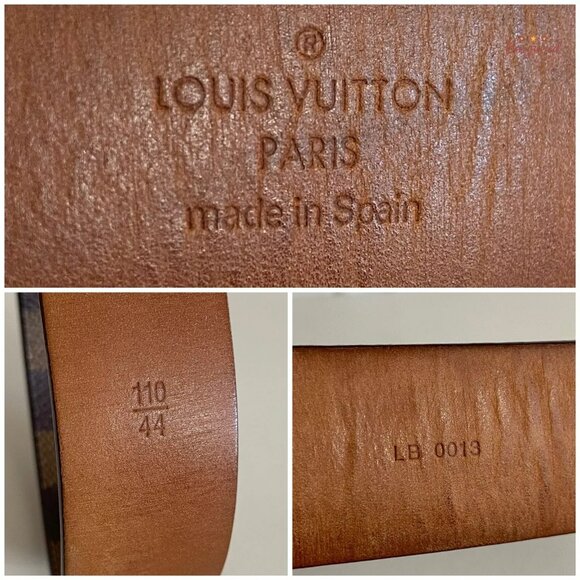 ®
LOUIS VUITTON
PARIS
made in Spain
110
44
LB 0013